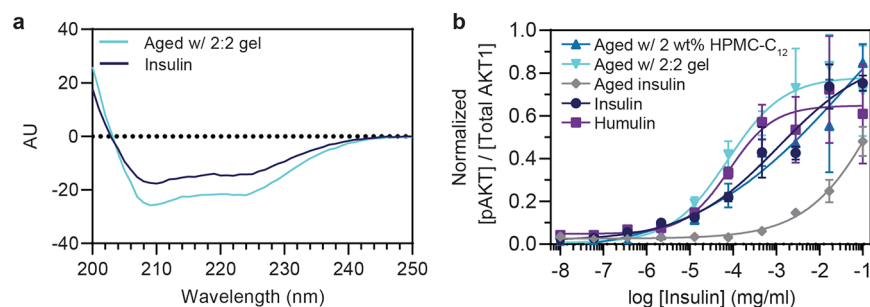 a
Aged w/ 2:2 gel
Insulin
40
20
0
-20
-40
AU
200 210 220 230 240 250
Wavelength (nm)
b
Aged w/ 2 wt% HPMC-C₁₂
Aged w/ 2:2 gel
Aged insulin
Insulin
Humulin
1.0
0.8
0.6
0.4
0.2
0.0
Normalized
[pAKT] / [Total AKT1]
-8 -7 -6 -5 -4 -3 -2 -1
log [Insulin] (mg/ml)